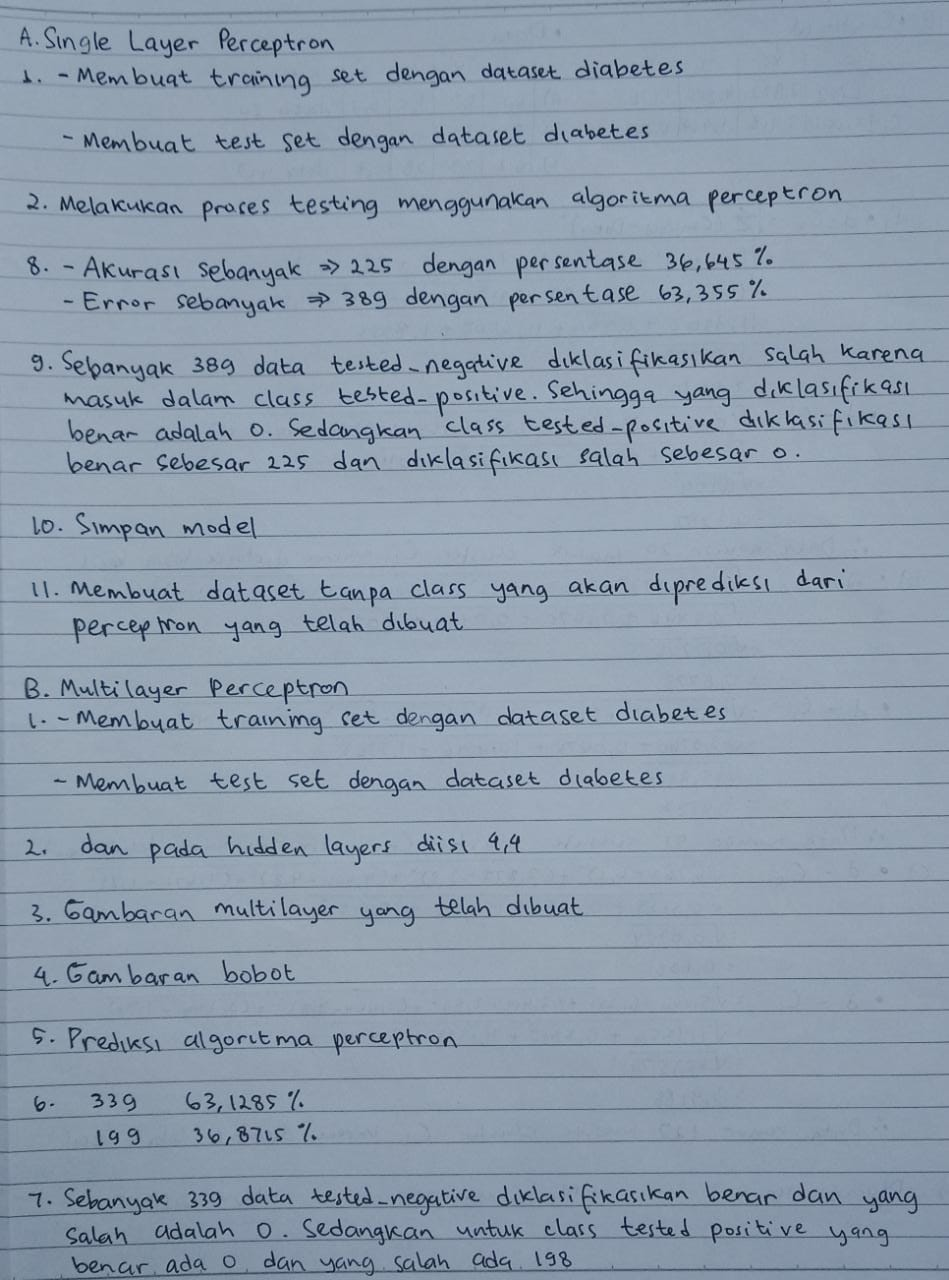 A. Single Layer Perceptron
1. - Membuat training set dengan dataset diabetes
- Membuat test set dengan dataset diabetes
2. Melakukan proses testing menggunakan algoritma perceptron
8. - Akurasi sebanyak ⇒ 225 dengan persentase 36,645 %
- Error sebanyak ⇒ 389 dengan persentase 63,355 %
9. Sebanyak 389 data tested_negative diklasifikasikan salah karena
masuk dalam class tested-positive. Sehingga yang diklasifikasi
benar adalah 0. Sedangkan class tested-positive diklasifikasi
benar sebesar 225 dan diklasifikasi salah sebesar 0.
10. Simpan model
11. Membuat dataset tanpa class yang akan diprediksi dari
perceptron yang telah dibuat
B. Multilayer Perceptron
1. - Membuat training set dengan dataset diabetes
- Membuat test set dengan dataset diabetes
2. dan pada hidden layers diisi 4,4
3. Gambaran multilayer yang telah dibuat
4. Gambaran bobot
5. Prediksi algoritma perceptron
6. 339 63,1285 %
199 36,8715 %
7. Sebanyak 339 data tested_negative diklasifikasikan benar dan yang
salah adalah 0. Sedangkan untuk class tested positive yang
benar ada 0 dan yang salah ada 198